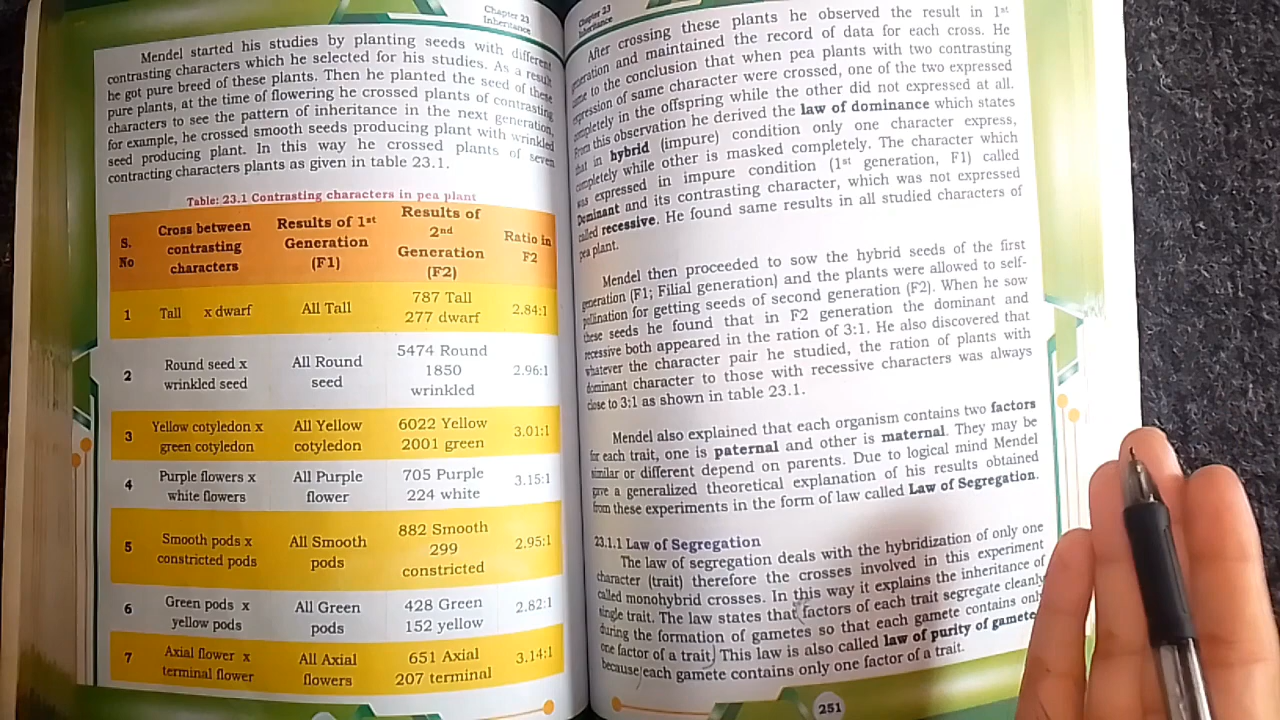 Chapter 23
Inheritance
Mendel started his studies by planting seeds with different
contrasting characters which he selected for his studies. As a result
he got pure breed of these plants. Then he planted the seed of these
pure plants, at the time of flowering he crossed plants of contrasting
characters to see the pattern of inheritance in the next generation,
for example, he crossed smooth seeds producing plant with wrinkled
seed producing plant. In this way he crossed plants of seven
contracting characters plants as given in table 23.1.
Table: 23.1 Contrasting characters in pea plant
S. No Cross between contrasting characters Results of 1st Generation (F1) Results of 2nd Generation (F2) Ratio in F2
1 Tall x dwarf All Tall 787 Tall 277 dwarf 2.84:1
2 Round seed x wrinkled seed All Round seed 5474 Round 1850 wrinkled 2.96:1
3 Yellow cotyledon x green cotyledon All Yellow cotyledon 6022 Yellow 2001 green 3.01:1
4 Purple flowers x white flowers All Purple flower 705 Purple 224 white 3.15:1
5 Smooth pods x constricted pods All Smooth pods 882 Smooth 299 constricted 2.95:1
6 Green pods x yellow pods All Green pods 428 Green 152 yellow 2.82:1
7 Axial flower x terminal flower All Axial flowers 651 Axial 207 terminal 3.14:1
Chapter 23
Inheritance
After crossing these plants he observed the result in 1st
generation and maintained the record of data for each cross. He
to the conclusion that when pea plants with two contrasting
expression of same character were crossed, one of the two expressed
completely in the offspring while the other did not expressed at all.
From this observation he derived the law of dominance which states
that in hybrid (impure) condition only one character express,
completely while other is masked completely. The character which
was expressed in impure condition (1st generation, F1) called
Dominant and its contrasting character, which was not expressed
called recessive. He found same results in all studied characters of
pea plant.
Mendel then proceeded to sow the hybrid seeds of the first
generation (F1; Filial generation) and the plants were allowed to self-
pollination for getting seeds of second generation (F2). When he sow
these seeds he found that in F2 generation the dominant and
recessive both appeared in the ration of 3:1. He also discovered that
whatever the character pair he studied, the ration of plants with
dominant character to those with recessive characters was always
close to 3:1 as shown in table 23.1.
Mendel also explained that each organism contains two factors
for each trait, one is paternal and other is maternal. They may be
similar or different depend on parents. Due to logical mind Mendel
give a generalized theoretical explanation of his results obtained
from these experiments in the form of law called Law of Segregation.
23.1.1 Law of Segregation
The law of segregation deals with the hybridization of only one
character (trait) therefore the crosses involved in this experiment
called monohybrid crosses. In this way it explains the inheritance of
single trait. The law states that factors of each trait segregate cleanly
during the formation of gametes so that each gamete contains only
one factor of a trait. This law is also called law of purity of gamete
because each gamete contains only one factor of a trait.
251